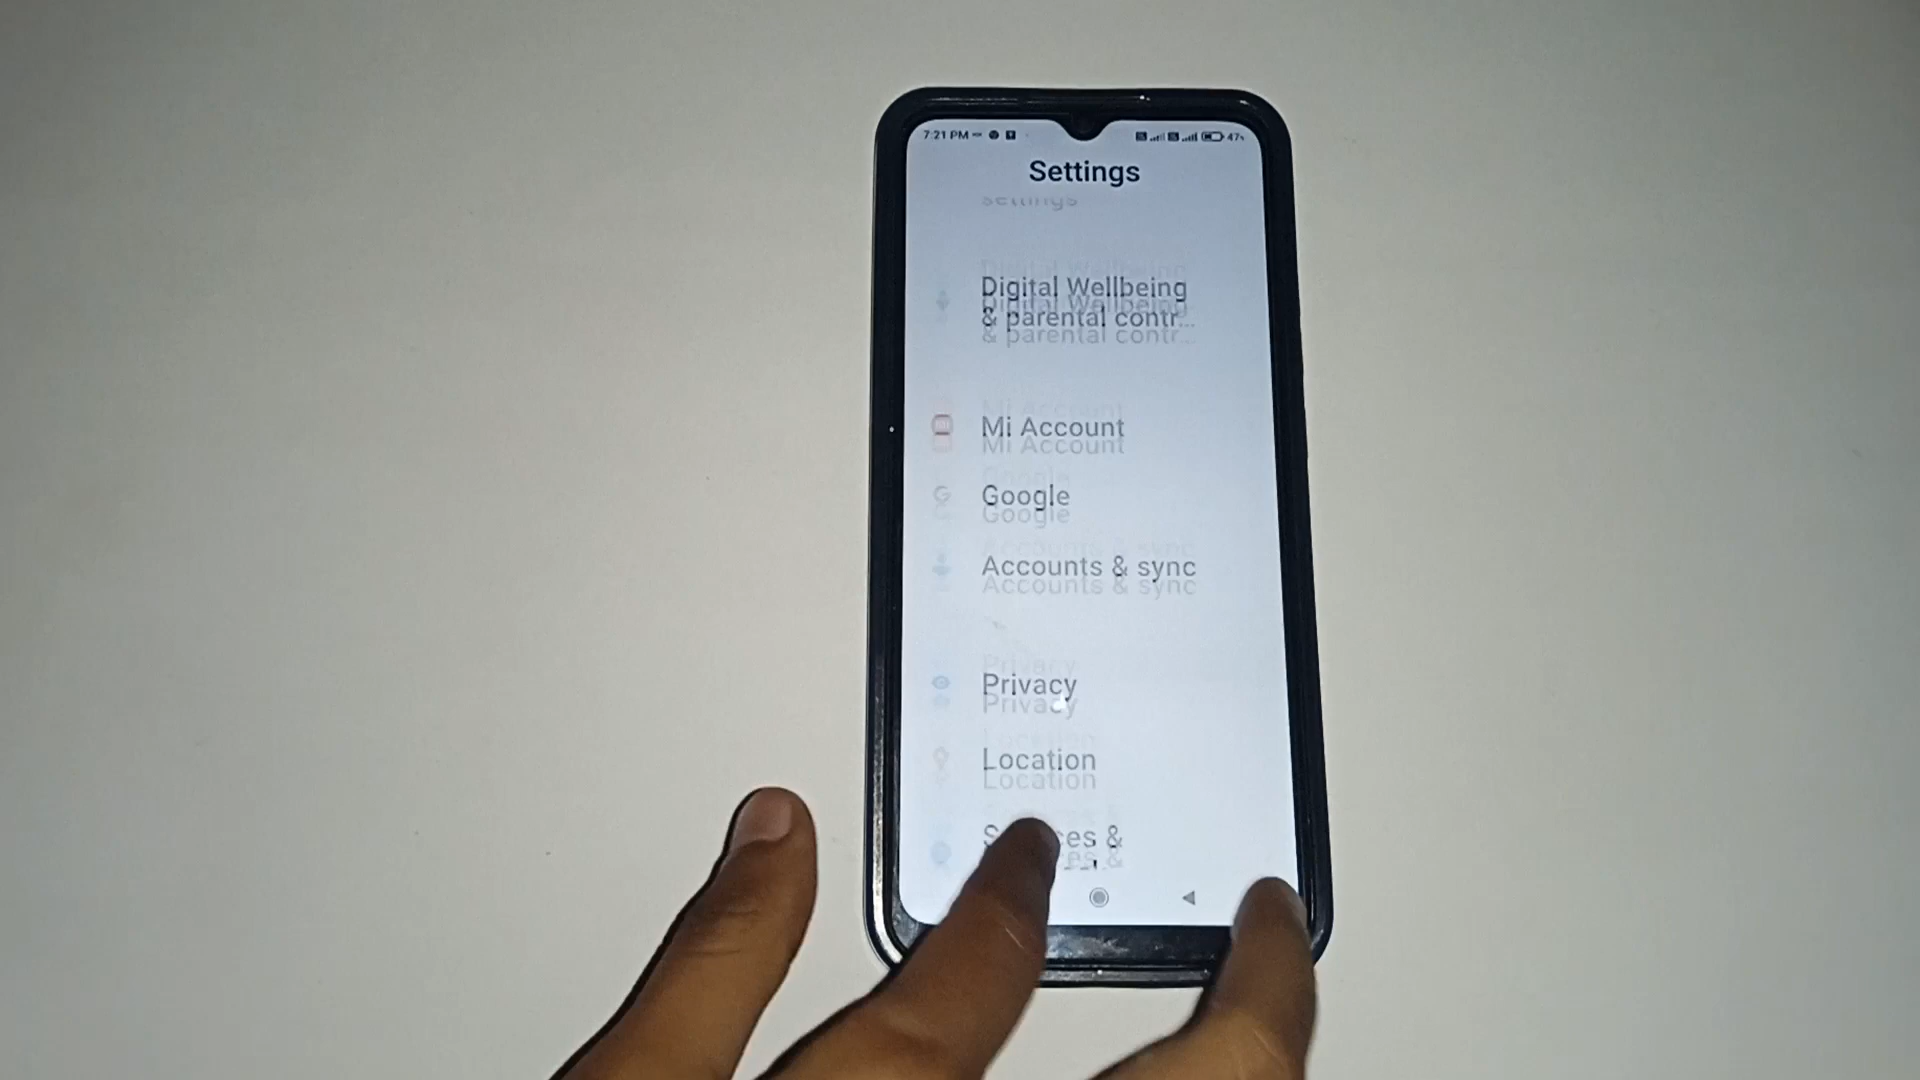 7:21 PM
47
Settings
settings
Digital Wellbeing
& parental contr...
Mi Account
Google
Accounts & sync
Privacy
Location
&